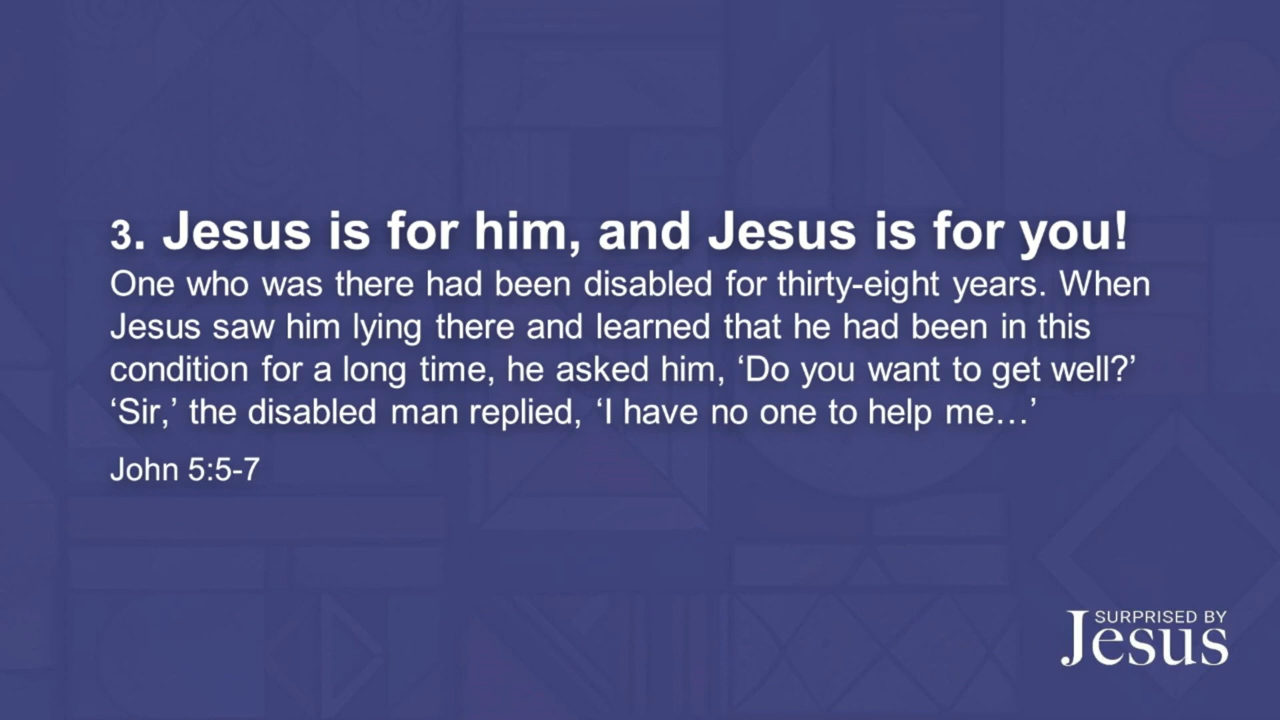 3. Jesus is for him, and Jesus is for you!
One who was there had been disabled for thirty-eight years. When
Jesus saw him lying there and learned that he had been in this
condition for a long time, he asked him, ‘Do you want to get well?’
‘Sir,’ the disabled man replied, ‘I have no one to help me…’
John 5:5-7
SURPRISED BY
Jesus